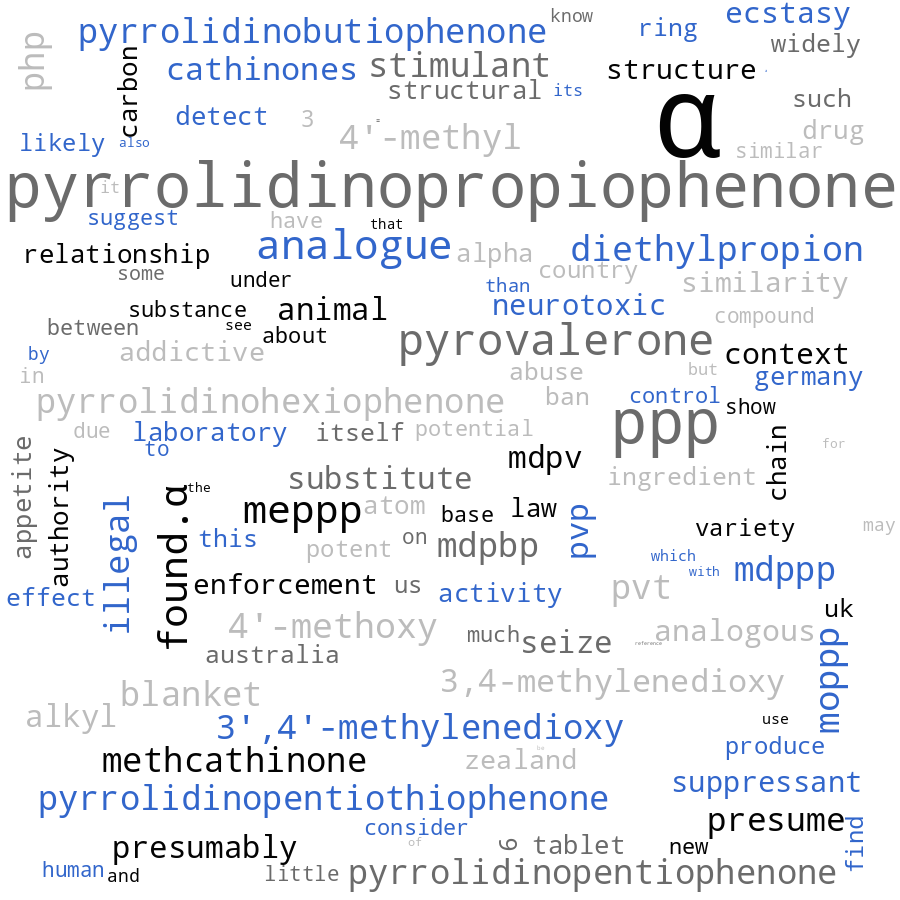 know
ecstasy
pyrrolidinobutiophenone
ring
widely
php
carbon
cathinones
stimulant
structure
structural
its
α
such
detect
3
4'-methyl
drug
likely
also
similar
pyrrolidinopropiophenone
it
suggest
have
that
relationship
analogue
alpha
diethylpropion
some
under
country
similarity
substance
animal
than
neurotoxic
compound
between
see
about
pyrovalerone
by
addictive
context
in
abuse
but
germany
pyrrolidinohexiophenone
ban
control
show
ppp
due
laboratory
to
itself
potential
for
appetite
authority
mdpv
chain
substitute
ingredient
illegal
found.α
the
meppp
atom
base
law
pvp
variety
may
this
potent
on
mdpbp
which
with
mdppp
effect
enforcement
us
activity
pvt
uk
4'-methoxy
much
seize
reference
analogous
moppp
australia
blanket
3,4-methylenedioxy
alkyl
3',4'-methylenedioxy
use
methcathinone
zealand
be
produce
pyrrolidinopentiothiophenone
suppressant
consider
presume
find
presumably
of
6
tablet
new
human
and
little
pyrrolidinopentiophenone